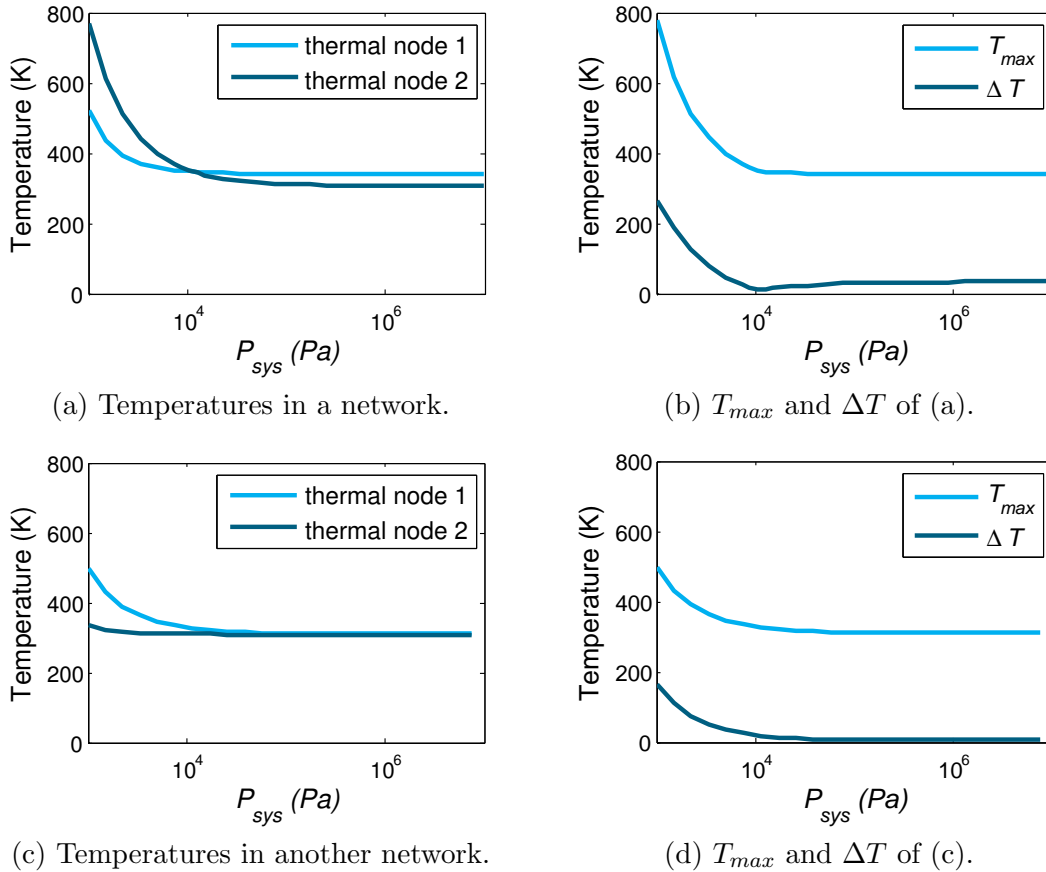 800
600
400
200
0
Temperature (K)
thermal node 1
thermal node 2
10^4
10^6
P_sys (Pa)
(a) Temperatures in a network.
800
600
400
200
0
Temperature (K)
T_max
Δ T
10^4
10^6
P_sys (Pa)
(b) T_max and ΔT of (a).
800
600
400
200
0
Temperature (K)
thermal node 1
thermal node 2
10^4
10^6
P_sys (Pa)
(c) Temperatures in another network.
800
600
400
200
0
Temperature (K)
T_max
Δ T
10^4
10^6
P_sys (Pa)
(d) T_max and ΔT of (c).